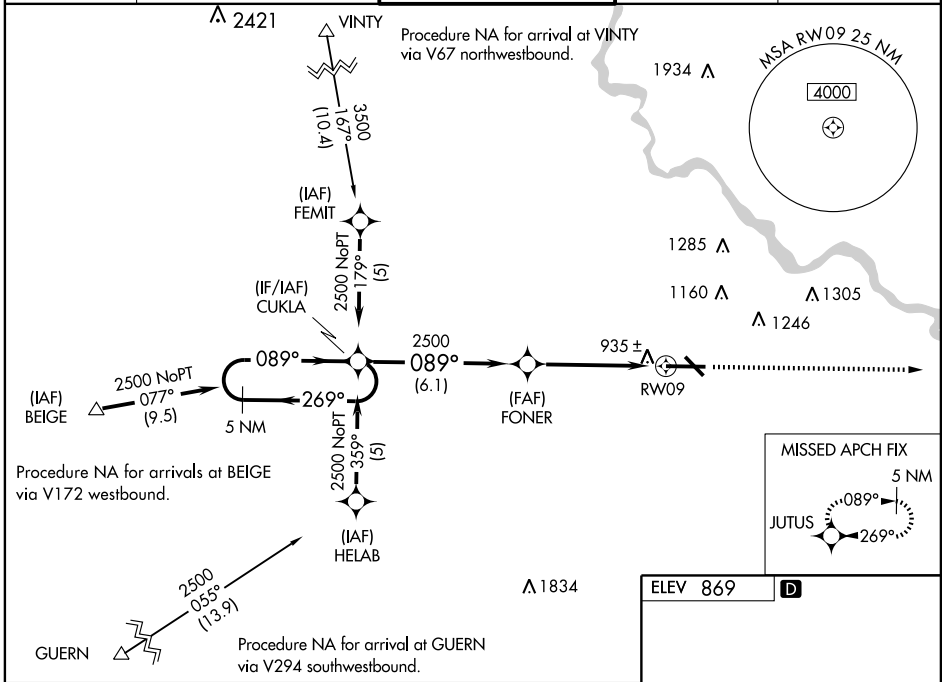 2421
VINTY
Procedure NA for arrival at VINTY
via V67 northwestbound.
MSA RW09 25 NM
4000
1934
3500
167°
(10.4)
(IAF)
FEMIT
2500 NoPT
179°
(5)
1285
1160
1305
1246
(IF/IAF)
CUKLA
089°
2500
089°
(6.1)
935 ±
RW09
(FAF)
FONER
2500 NoPT
077°
(9.5)
(IAF)
BEIGE
269°
5 NM
2500 NoPT
359°
(5)
Procedure NA for arrivals at BEIGE
via V172 westbound.
(IAF)
HELAB
MISSED APCH FIX
5 NM
089°
JUTUS
269°
2500
055°
(13.9)
1834
ELEV 869
D
GUERN
Procedure NA for arrival at GUERN
via V294 southwestbound.